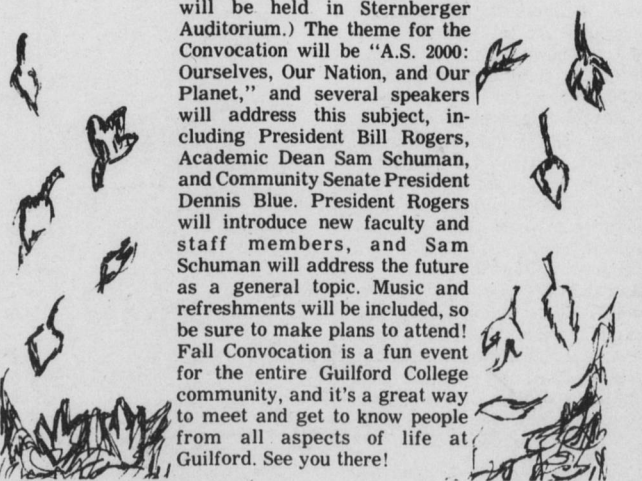 will be held in Sternberger
Auditorium.) The theme for the
Convocation will be "A.S. 2000:
Ourselves, Our Nation, and Our
Planet," and several speakers
will address this subject, in-
cluding President Bill Rogers,
Academic Dean Sam Schuman,
and Community Senate President
Dennis Blue. President Rogers
will introduce new faculty and
staff members, and Sam
Schuman will address the future
as a general topic. Music and
refreshments will be included, so
be sure to make plans to attend!
Fall Convocation is a fun event
for the entire Guilford College
community, and it's a great way
to meet and get to know people
from all aspects of life at
Guilford. See you there!